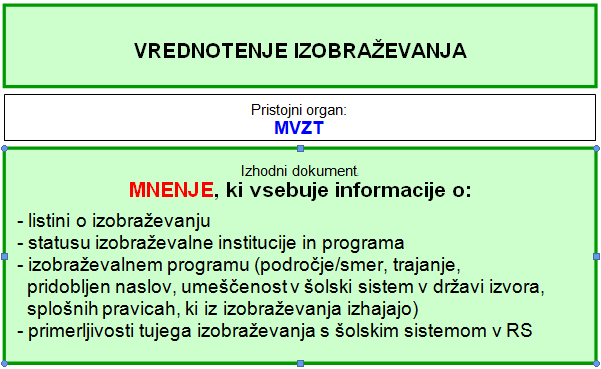 VREDNOTENJE IZOBRAŽEVANJA
Pristojni organ:
MVZT
Izhodni dokument
MNENJE, ki vsebuje informacije o:
- listini o izobraževanju
- statusu izobraževalne institucije in programa
- izobraževalnem programu (področje/smer, trajanje,
pridobljen naslov, umeščenost v šolski sistem v državi izvora,
splošnih pravicah, ki iz izobraževanja izhajajo)
- primerljivosti tujega izobraževanja s šolskim sistemom v RS